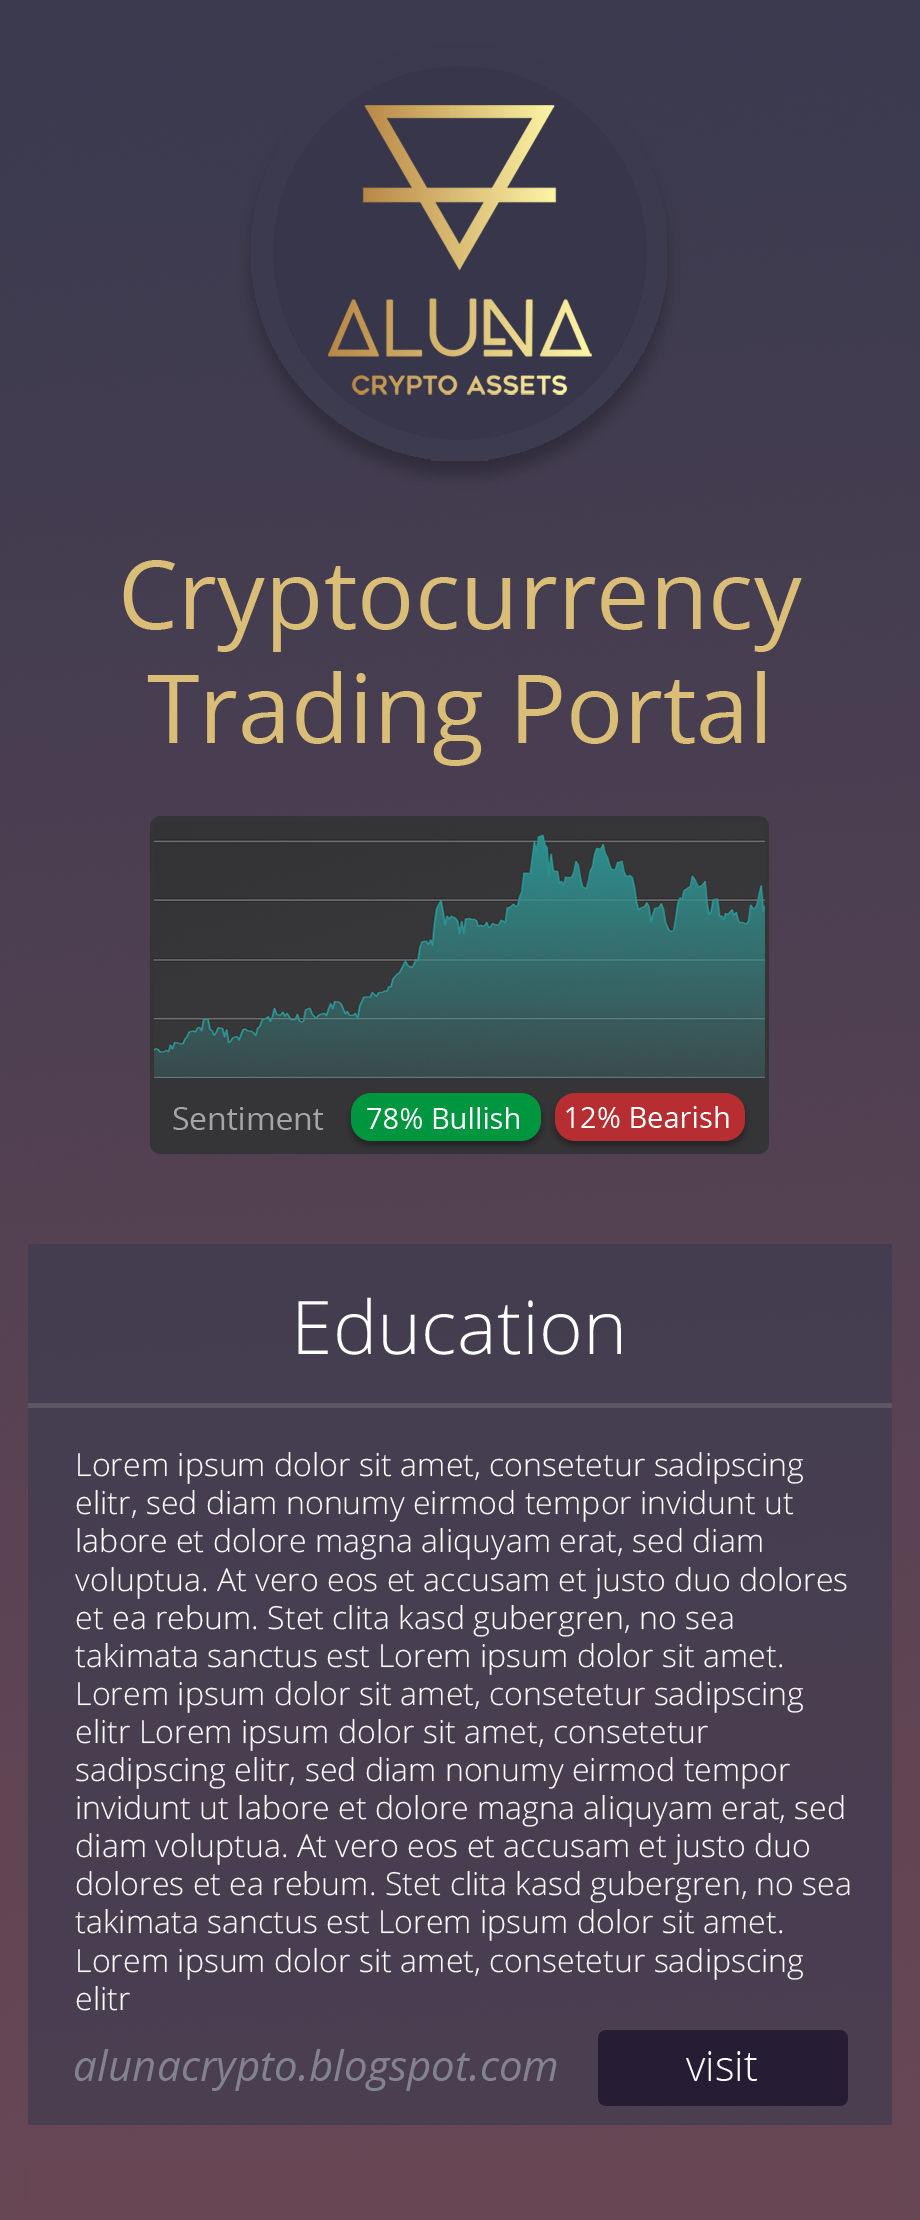 ALUNA
CRYPTO ASSETS
Cryptocurrency
Trading Portal
Sentiment 78% Bullish 12% Bearish
Education
Lorem ipsum dolor sit amet, consetetur sadipscing
elitr, sed diam nonumy eirmod tempor invidunt ut
labore et dolore magna aliquyam erat, sed diam
voluptua. At vero eos et accusam et justo duo dolores
et ea rebum. Stet clita kasd gubergren, no sea
takimata sanctus est Lorem ipsum dolor sit amet.
Lorem ipsum dolor sit amet, consetetur sadipscing
elitr Lorem ipsum dolor sit amet, consetetur
sadipscing elitr, sed diam nonumy eirmod tempor
invidunt ut labore et dolore magna aliquyam erat, sed
diam voluptua. At vero eos et accusam et justo duo
dolores et ea rebum. Stet clita kasd gubergren, no sea
takimata sanctus est Lorem ipsum dolor sit amet.
Lorem ipsum dolor sit amet, consetetur sadipscing
elitr
alunacrypto.blogspot.com visit